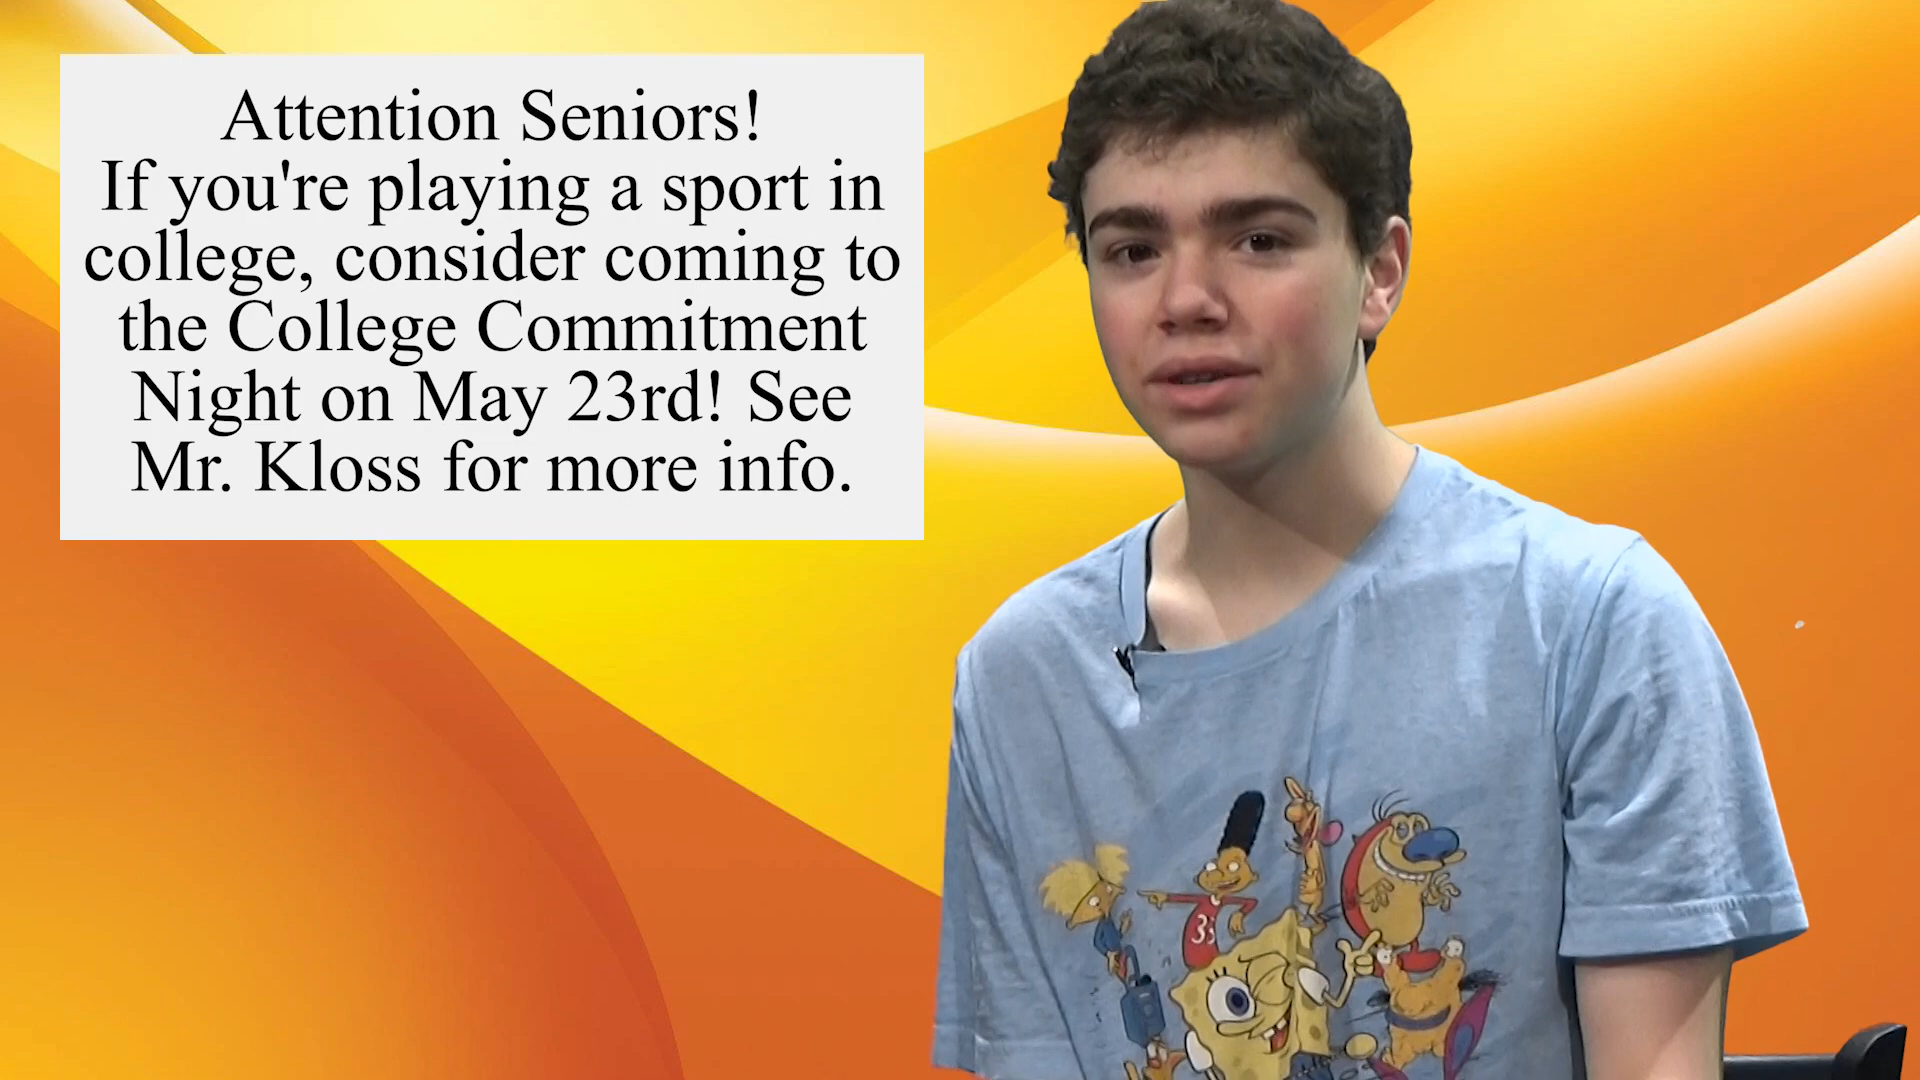 Attention Seniors!
If you're playing a sport in
college, consider coming to
the College Commitment
Night on May 23rd! See
Mr. Kloss for more info.
33